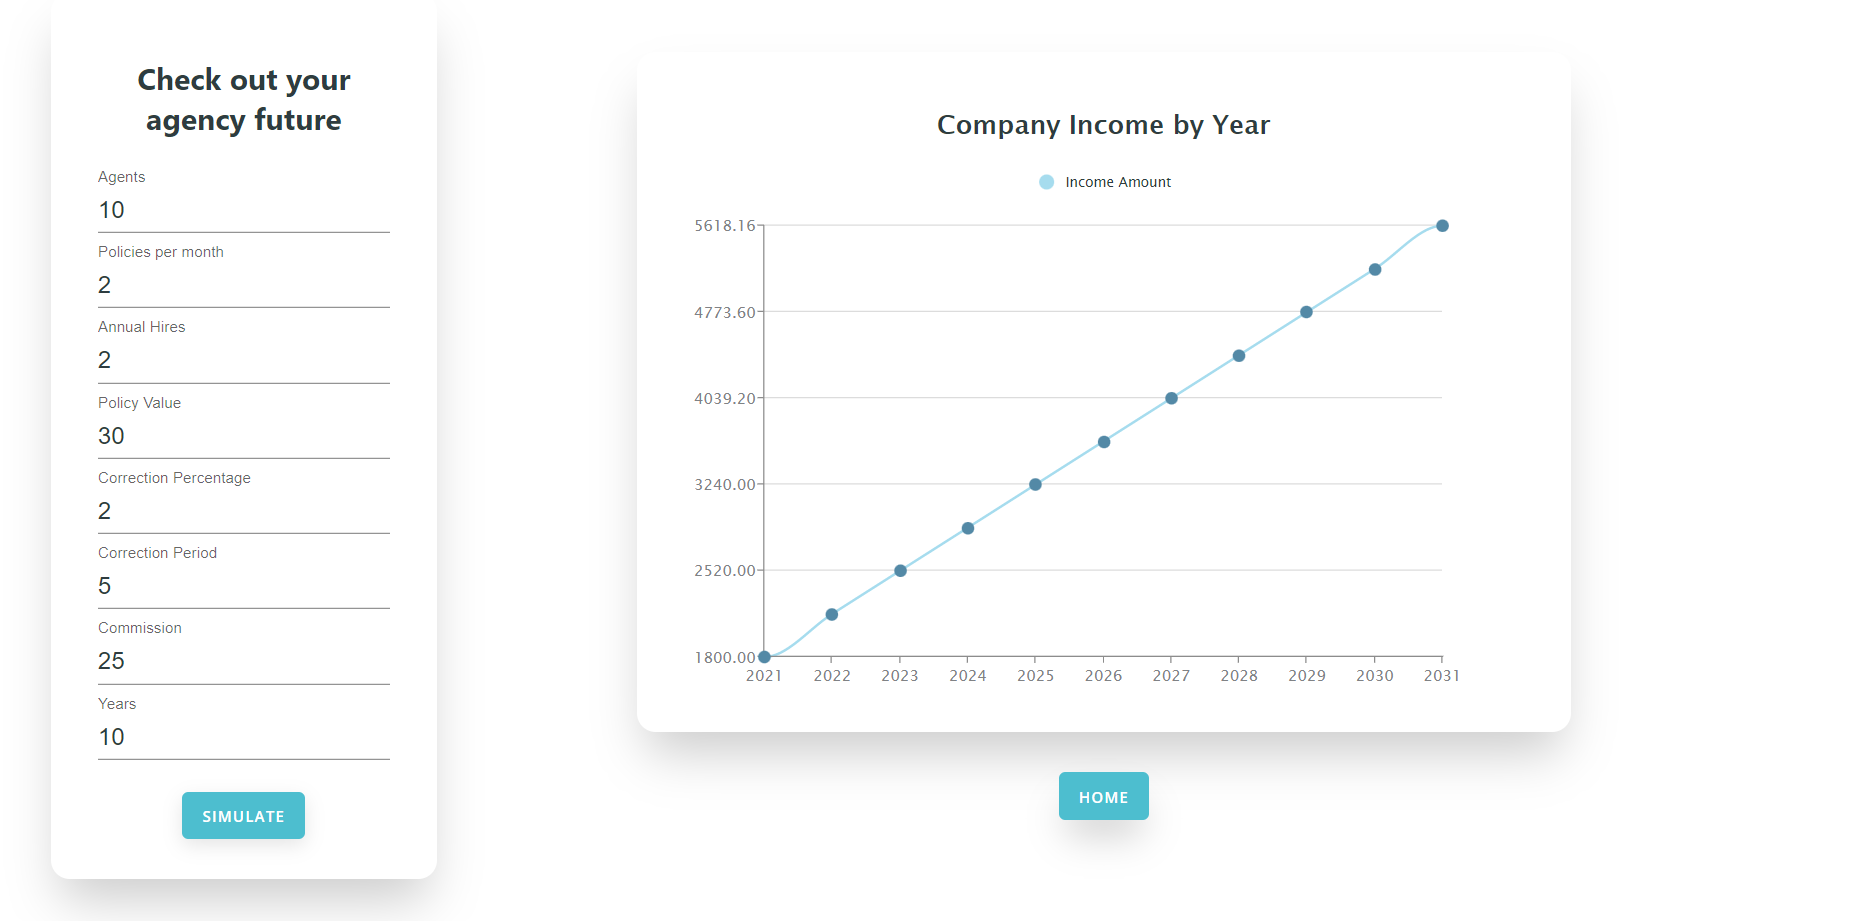 Check out your
agency future
Agents
10
Policies per month
2
Annual Hires
2
Policy Value
30
Correction Percentage
2
Correction Period
5
Commission
25
Years
10
SIMULATE
Company Income by Year
Income Amount
5618.16
4773.60
4039.20
3240.00
2520.00
1800.00
2021 2022 2023 2024 2025 2026 2027 2028 2029 2030 2031
HOME